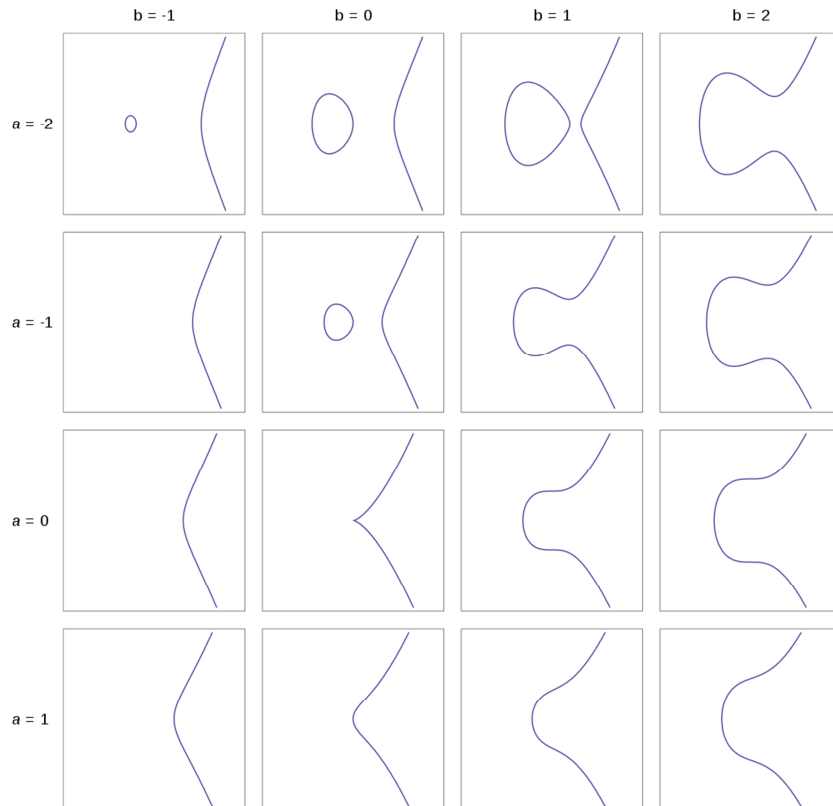 b = -1 b = 0 b = 1 b = 2
a = -2
a = -1
a = 0
a = 1